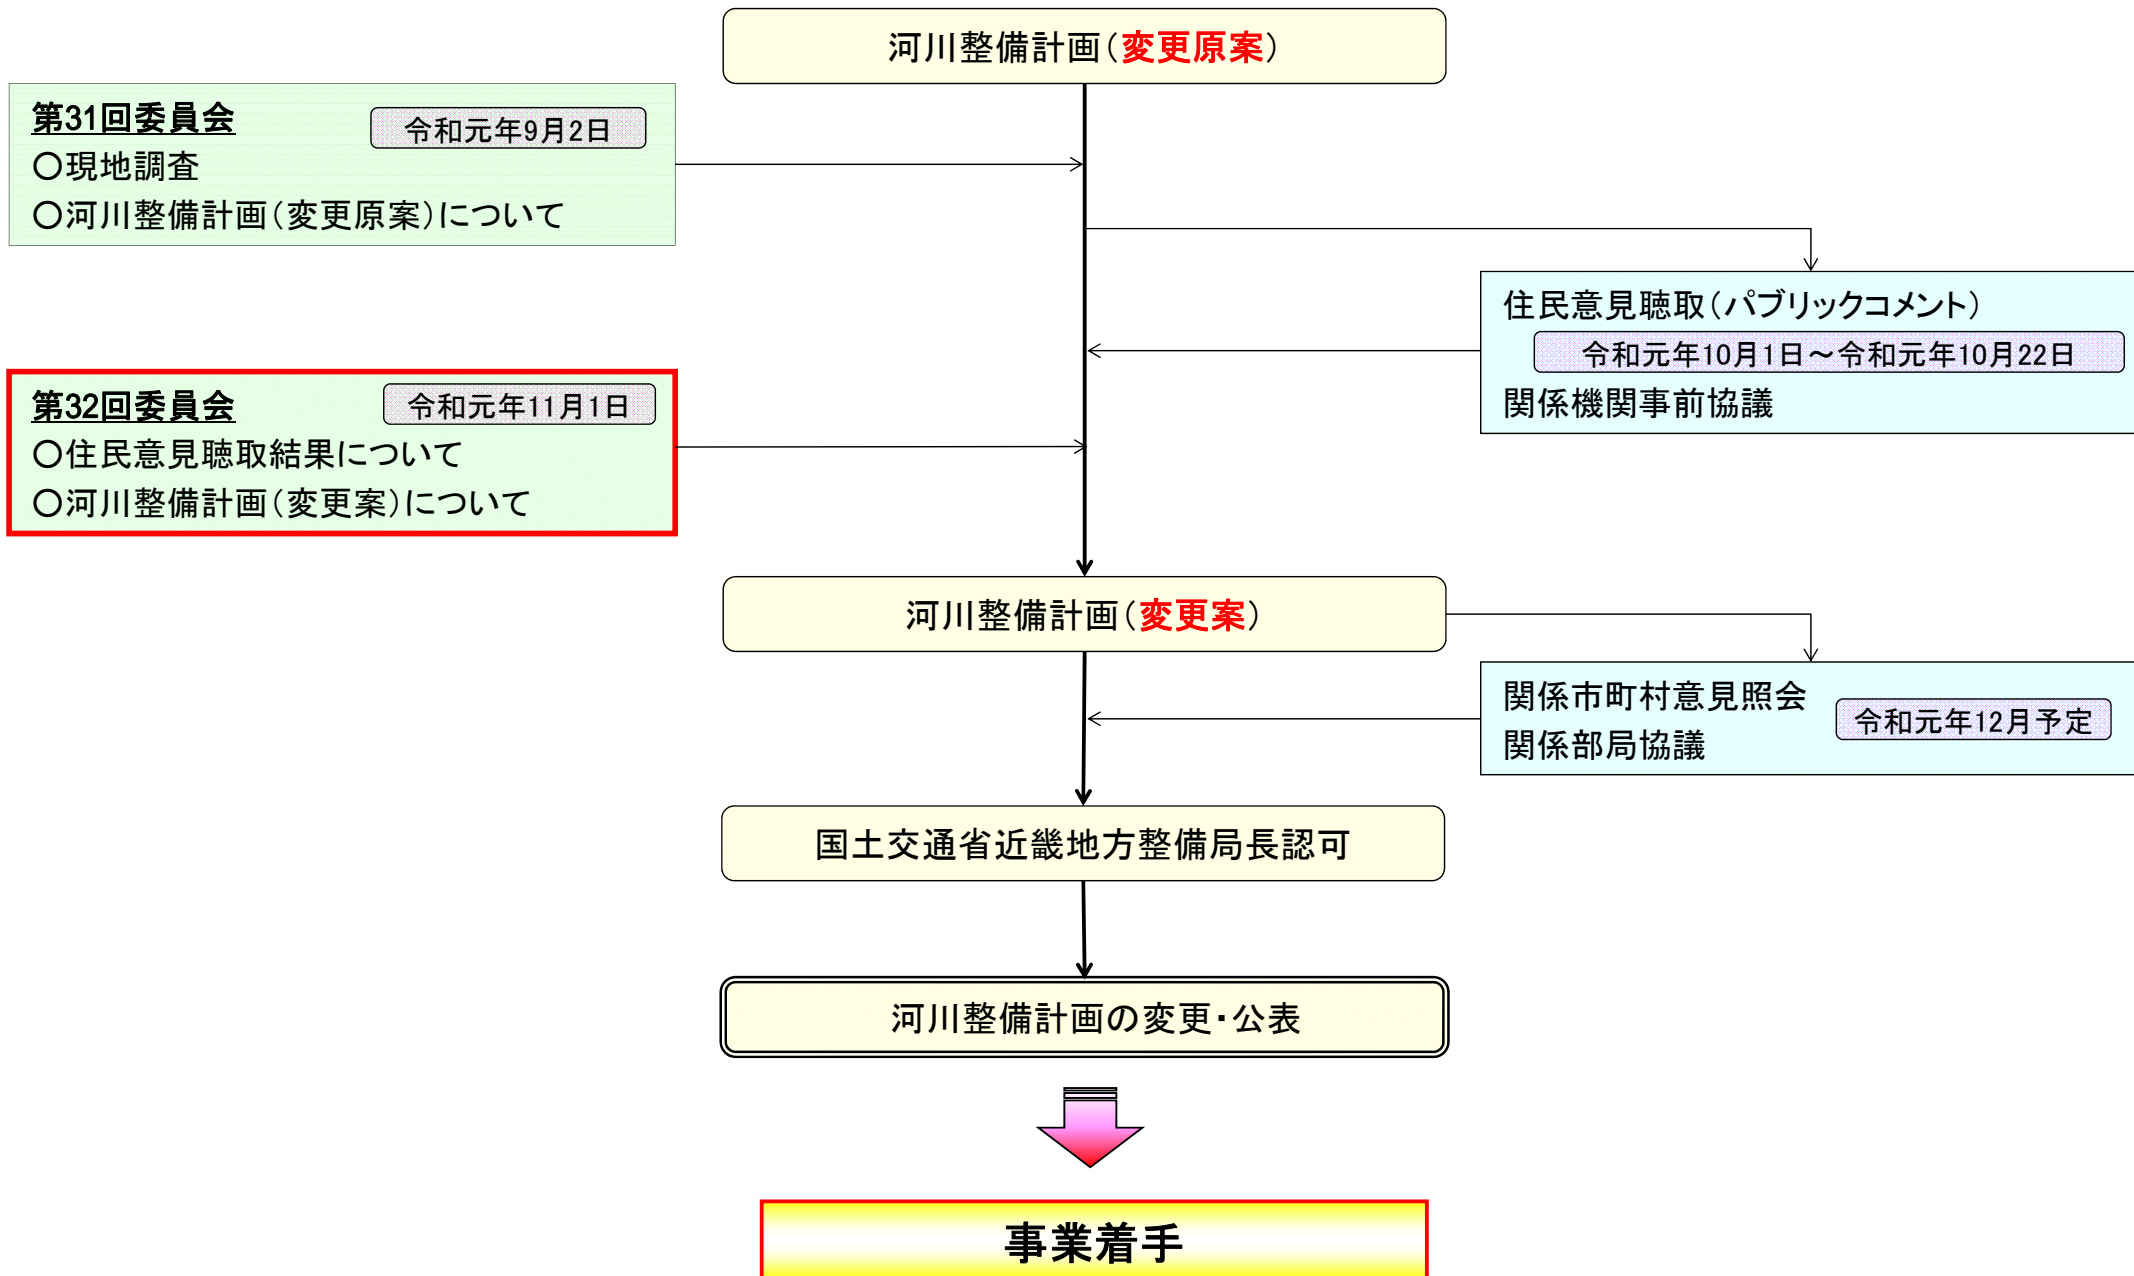 河川整備計画（変更原案）
第31回委員会
令和元年9月2日
〇現地調査
〇河川整備計画（変更原案）について
住民意見聴取（パブリックコメント）
令和元年10月1日～令和元年10月22日
関係機関事前協議
第32回委員会
令和元年11月1日
〇住民意見聴取結果について
〇河川整備計画（変更案）について
河川整備計画（変更案）
関係市町村意見照会
令和元年12月予定
関係部局協議
国土交通省近畿地方整備局長認可
河川整備計画の変更・公表
事業着手